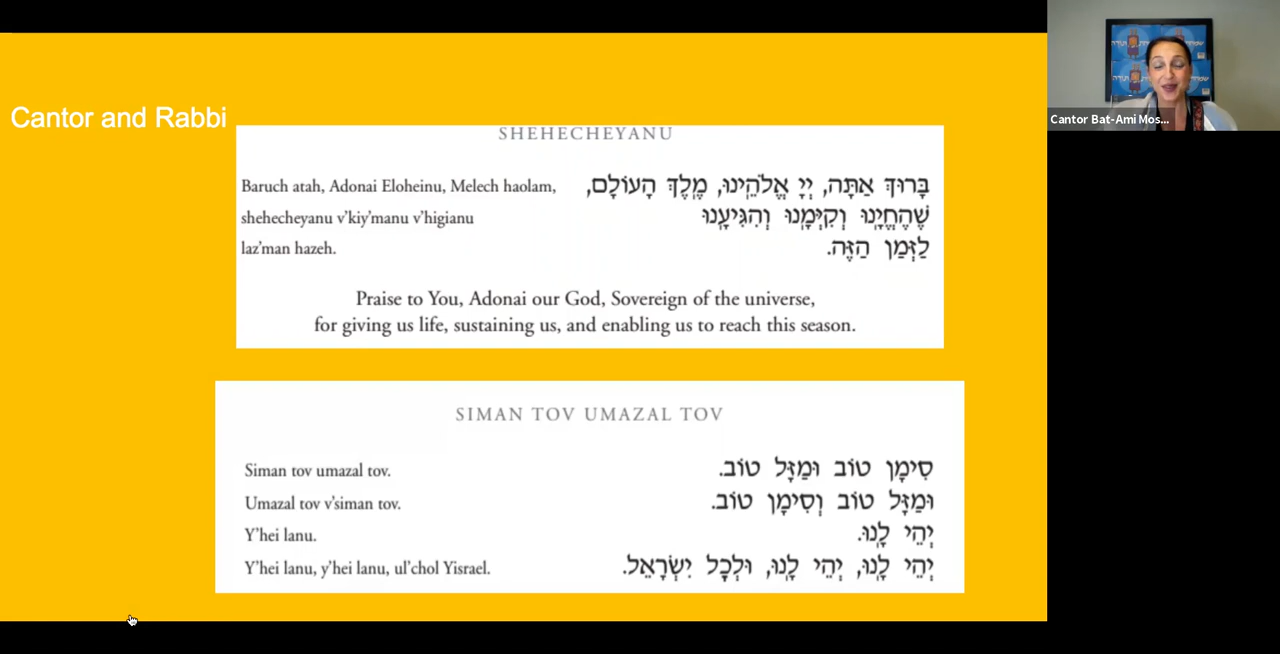 Cantor and Rabbi
SHEHECHEYANU
Baruch atah, Adonai Eloheinu, Melech haolam,
shehecheyanu v'kiy'manu v'higianu
laz'man hazeh.
בָּרוּךְ אַתָּה, יְיָ אֱלֹהֵֽינוּ, מֶֽלֶךְ הָעוֹלָם,
שֶׁהֶחֱיָֽנוּ וְקִיְּמָֽנוּ וְהִגִּיעָֽנוּ
לַזְּמַן הַזֶּה.
Praise to You, Adonai our God, Sovereign of the universe,
for giving us life, sustaining us, and enabling us to reach this season.
SIMAN TOV UMAZAL TOV
Siman tov umazal tov.
Umazal tov v'siman tov.
Y'hei lanu.
Y'hei lanu, y'hei lanu, ul'chol Yisrael.
סִימָן טוֹב וּמַזָּל טוֹב.
וּמַזָּל טוֹב וְסִימָן טוֹב.
יְהֵי לָֽנוּ.
יְהֵי לָֽנוּ, יְהֵי לָֽנוּ, וּלְכׇל יִשְׂרָאֵל.
Cantor Bat-Ami Mos...